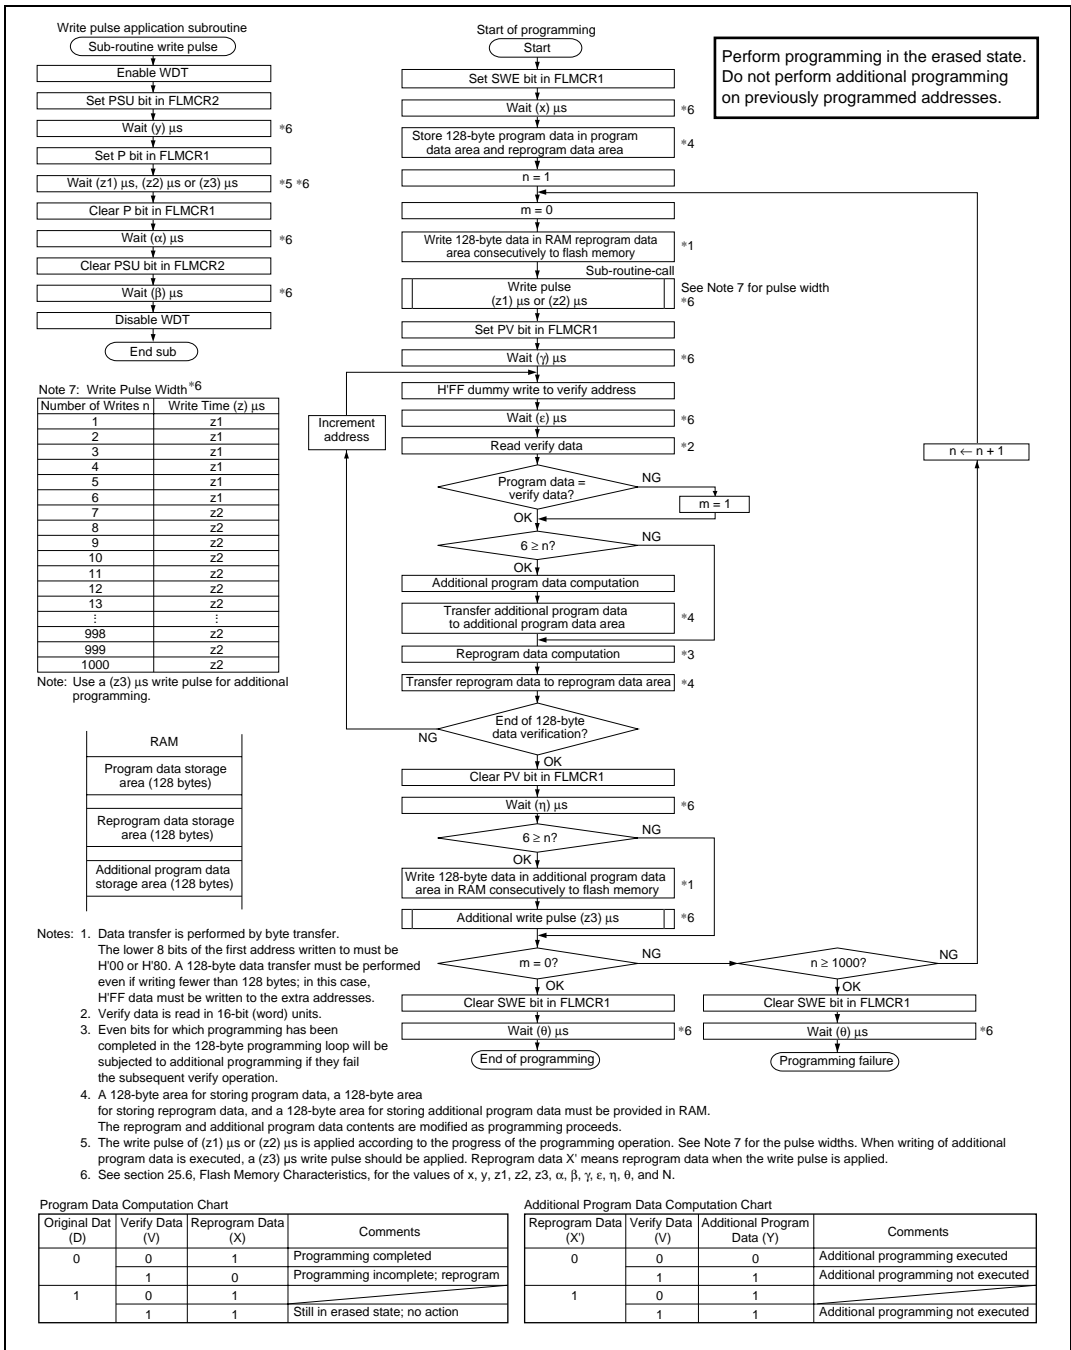 Write pulse application subroutine
Sub-routine write pulse
Enable WDT
Set PSU bit in FLMCR2
Wait (y) μs *6
Set P bit in FLMCR1
Wait (z1) μs, (z2) μs or (z3) μs *5 *6
Clear P bit in FLMCR1
Wait (α) μs *6
Clear PSU bit in FLMCR2
Wait (β) μs *6
Disable WDT
End sub
Note 7: Write Pulse Width*6
Number of Writes n Write Time (z) μs
1 z1
2 z1
3 z1
4 z1
5 z1
6 z1
7 z2
8 z2
9 z2
10 z2
11 z2
12 z2
13 z2
⋮ ⋮
998 z2
999 z2
1000 z2
Note: Use a (z3) μs write pulse for additional
programming.
RAM
Program data storage
area (128 bytes)
Reprogram data storage
area (128 bytes)
Additional program data
storage area (128 bytes)
Start of programming
Start
Set SWE bit in FLMCR1
Wait (x) μs *6
Store 128-byte program data in program
data area and reprogram data area *4
n = 1
m = 0
Write 128-byte data in RAM reprogram data
area consecutively to flash memory *1
Sub-routine-call
Write pulse
(z1) μs or (z2) μs
See Note 7 for pulse width
*6
Set PV bit in FLMCR1
Wait (γ) μs *6
H'FF dummy write to verify address
Wait (ε) μs *6
Read verify data *2
Increment
address
Program data =
verify data?
NG
m = 1
OK
6 ≥ n?
NG
OK
Additional program data computation
Transfer additional program data
to additional program data area *4
Reprogram data computation *3
Transfer reprogram data to reprogram data area *4
End of 128-byte
data verification?
NG
OK
Clear PV bit in FLMCR1
Wait (η) μs *6
6 ≥ n?
NG
OK
Write 128-byte data in additional program data
area in RAM consecutively to flash memory *1
Additional write pulse (z3) μs *6
m = 0?
NG
OK
Clear SWE bit in FLMCR1
Wait (θ) μs *6
End of programming
n ≥ 1000?
NG
OK
Clear SWE bit in FLMCR1
Wait (θ) μs *6
Programming failure
n ← n + 1
Perform programming in the erased state.
Do not perform additional programming
on previously programmed addresses.
Notes: 1. Data transfer is performed by byte transfer.
The lower 8 bits of the first address written to must be
H'00 or H'80. A 128-byte data transfer must be performed
even if writing fewer than 128 bytes; in this case,
H'FF data must be written to the extra addresses.
2. Verify data is read in 16-bit (word) units.
3. Even bits for which programming has been
completed in the 128-byte programming loop will be
subjected to additional programming if they fail
the subsequent verify operation.
4. A 128-byte area for storing program data, a 128-byte area
for storing reprogram data, and a 128-byte area for storing additional program data must be provided in RAM.
The reprogram and additional program data contents are modified as programming proceeds.
5. The write pulse of (z1) μs or (z2) μs is applied according to the progress of the programming operation. See Note 7 for the pulse widths. When writing of additional
program data is executed, a (z3) μs write pulse should be applied. Reprogram data X' means reprogram data when the write pulse is applied.
6. See section 25.6, Flash Memory Characteristics, for the values of x, y, z1, z2, z3, α, β, γ, ε, η, θ, and N.
Program Data Computation Chart
Original Dat Verify Data Reprogram Data Comments
(D) (V) (X)
0 0 1 Programming completed
1 0 Programming incomplete; reprogram
1 0 1
1 1 Still in erased state; no action
Additional Program Data Computation Chart
Reprogram Data Verify Data Additional Program Comments
(X') (V) Data (Y)
0 0 0 Additional programming executed
1 1 Additional programming not executed
1 0 1
1 1 Additional programming not executed